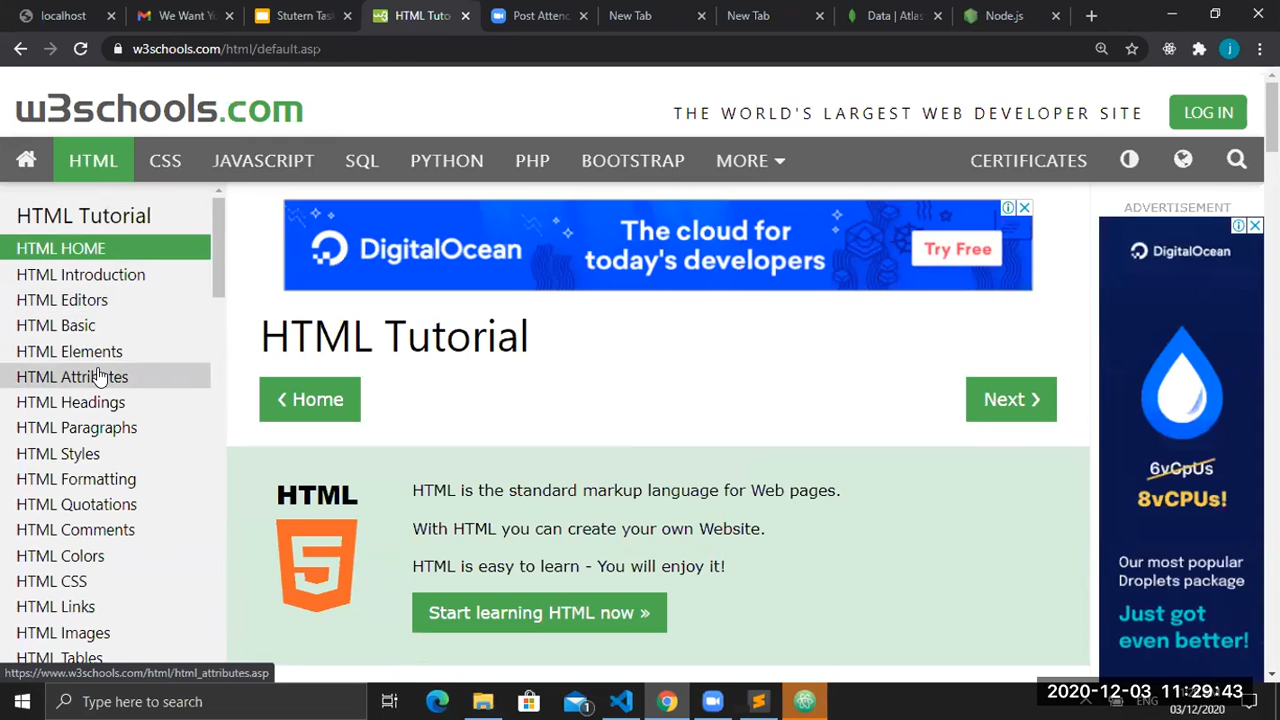 localhost
We Want Y
Stutern Tas
HTML Tuto
Post Attend
New Tab
New Tab
Data | Atlas
Node.js
w3schools.com/html/default.asp
j
w3schools.com
THE WORLD'S LARGEST WEB DEVELOPER SITE
LOG IN
HTML
CSS
JAVASCRIPT
SQL
PYTHON
PHP
BOOTSTRAP
MORE
CERTIFICATES
HTML Tutorial
HTML HOME
HTML Introduction
HTML Editors
HTML Basic
HTML Elements
HTML Attributes
HTML Headings
HTML Paragraphs
HTML Styles
HTML Formatting
HTML Quotations
HTML Comments
HTML Colors
HTML CSS
HTML Links
HTML Images
HTML Tables
https://www.w3schools.com/html/html_attributes.asp
DigitalOcean
The cloud for
today's developers
Try Free
HTML Tutorial
❮ Home
Next ❯
HTML
5
HTML is the standard markup language for Web pages.
With HTML you can create your own Website.
HTML is easy to learn - You will enjoy it!
Start learning HTML now »
ADVERTISEMENT
DigitalOcean
6vCpUs
8vCPUs!
Our most popular
Droplets package
Just got
even better!
Type here to search
1
2020-12-03 11:29:43
ENG
03/12/2020